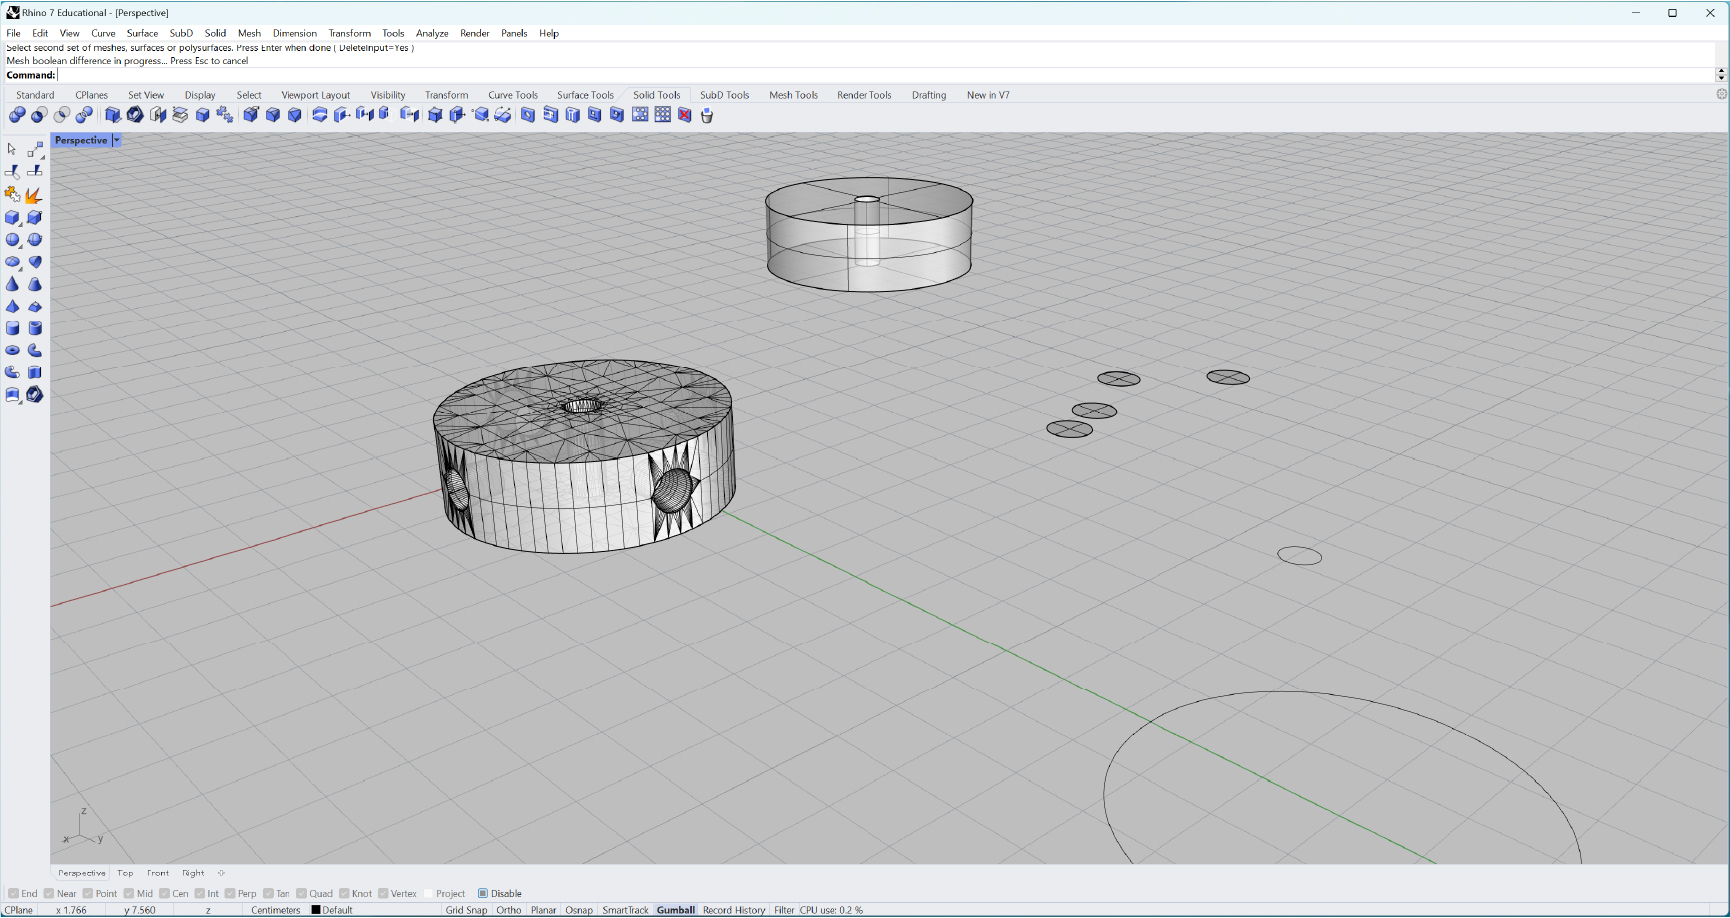 Rhino 7 Educational - [Perspective]
File Edit View Curve Surface SubD Solid Mesh Dimension Transform Tools Analyze Render Panels Help
Select second set of meshes, surfaces or polysurfaces. Press Enter when done ( DeleteInput=Yes )
Mesh boolean difference in progress... Press Esc to cancel
Command:
Standard CPlanes Set View Display Select Viewport Layout Visibility Transform Curve Tools Surface Tools Solid Tools SubD Tools Mesh Tools Render Tools Drafting New in V7
Perspective
z
x y
Perspective Top Front Right
End Near Point Mid Cen Int Perp Tan Quad Knot Vertex Project Disable
CPlane x 1.766 y 7.560 z Centimeters Default Grid Snap Ortho Planar Osnap SmartTrack Gumball Record History Filter CPU use: 0.2 %